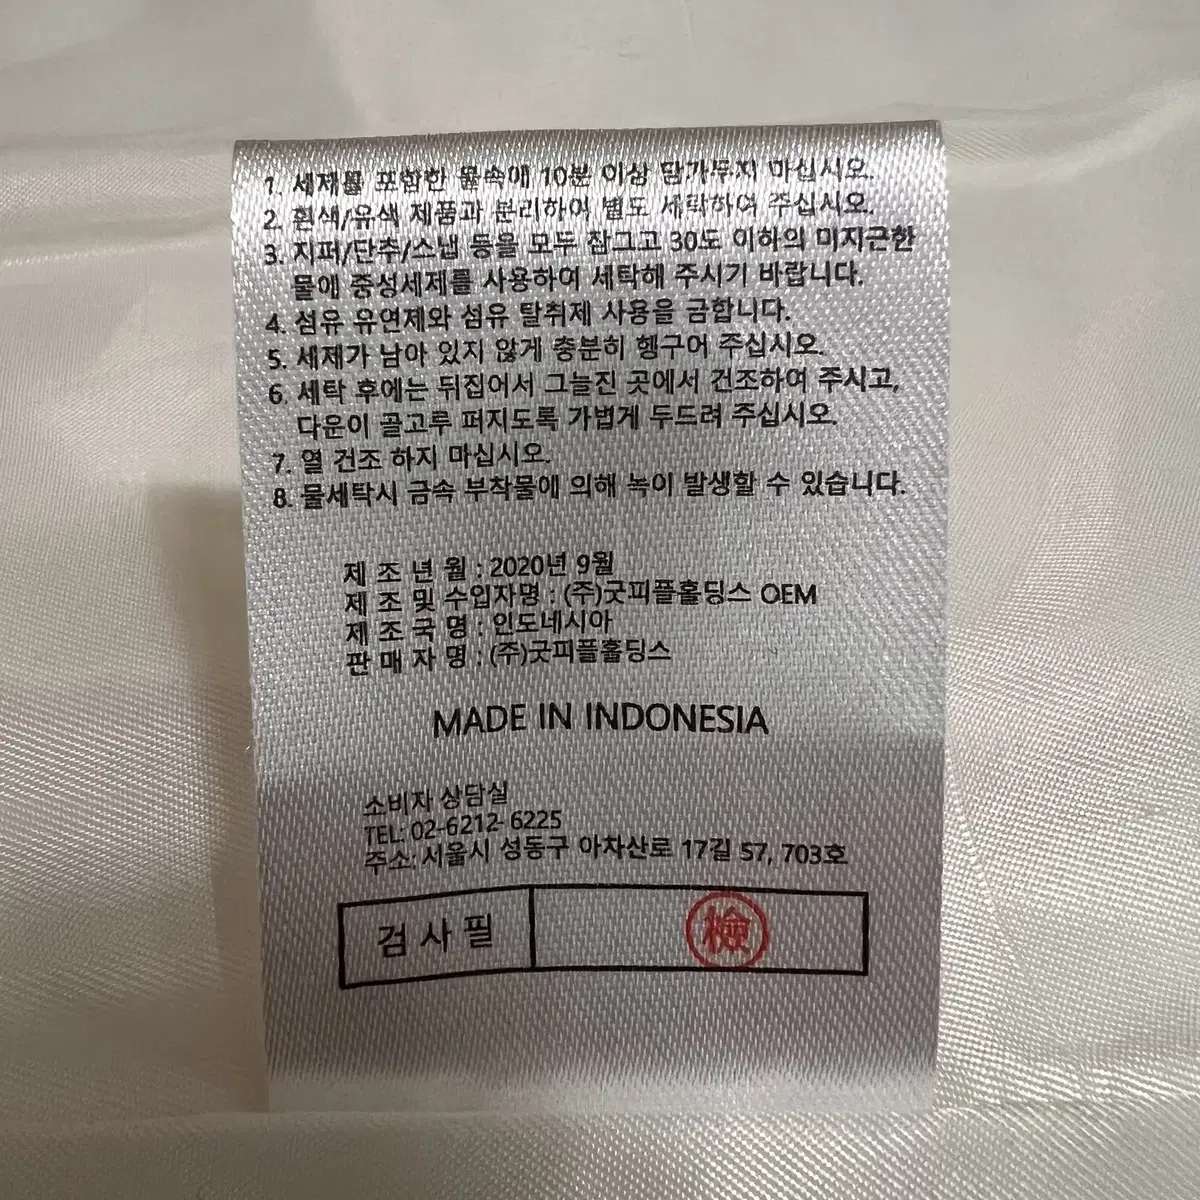 1. 세제를 포함한 물속에 10분 이상 담가두지 마십시오.
2. 흰색/유색 제품과 분리하여 별도 세탁하여 주십시오.
3. 지퍼/단추/스냅 등을 모두 잠그고 30도 이하의 미지근한
물에 중성세제를 사용하여 세탁해 주시기 바랍니다.
4. 섬유 유연제와 섬유 탈취제 사용을 금합니다.
5. 세제가 남아 있지 않게 충분히 헹구어 주십시오.
6. 세탁 후에는 뒤집어서 그늘진 곳에서 건조하여 주시고,
다운이 골고루 퍼지도록 가볍게 두드려 주십시오.
7. 열 건조 하지 마십시오.
8. 물세탁시 금속 부착물에 의해 녹이 발생할 수 있습니다.
제 조 년 월 : 2020년 9월
제 조 및 수입자명 : (주)굿피플홀딩스 OEM
제 조 국 명 : 인도네시아
판 매 자 명 : (주)굿피플홀딩스
MADE IN INDONESIA
소비자 상담실
TEL: 02-6212-6225
주소: 서울시 성동구 아차산로 17길 57, 703호
검 사 필 檢